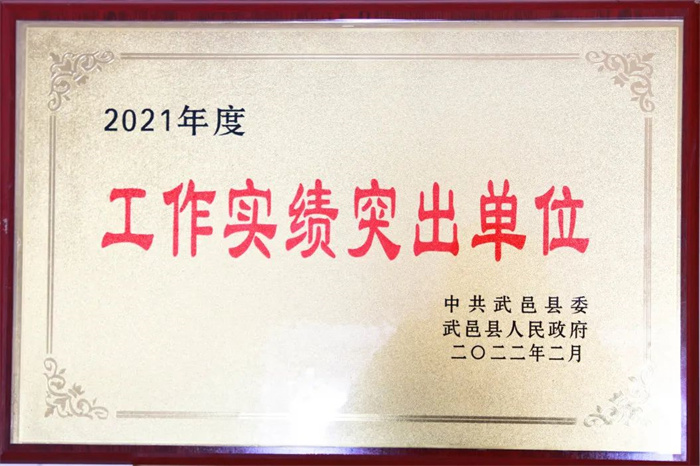 2021年度
工作实绩突出单位
中共武邑县委
武邑县人民政府
二〇二二年二月